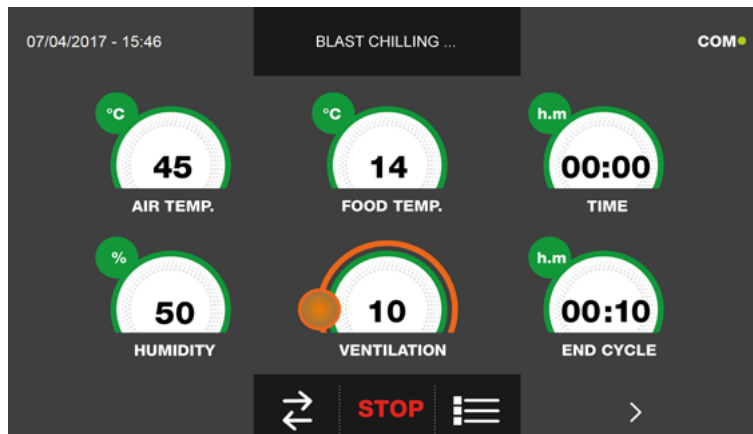 07/04/2017 - 15:46
BLAST CHILLING ...
COM
°C
45
AIR TEMP.
°C
14
FOOD TEMP.
h.m
00:00
TIME
%
50
HUMIDITY
10
VENTILATION
h.m
00:10
END CYCLE
STOP